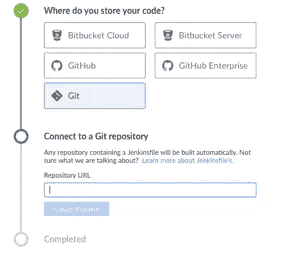 Where do you store your code?
Bitbucket Cloud
Bitbucket Server
GitHub
GitHub Enterprise
Git
Connect to a Git repository
Any repository containing a Jenkinsfile will be built automatically. Not
sure what we are talking about? Learn more about Jenkinsfile's.
Repository URL
Create Pipeline
Completed